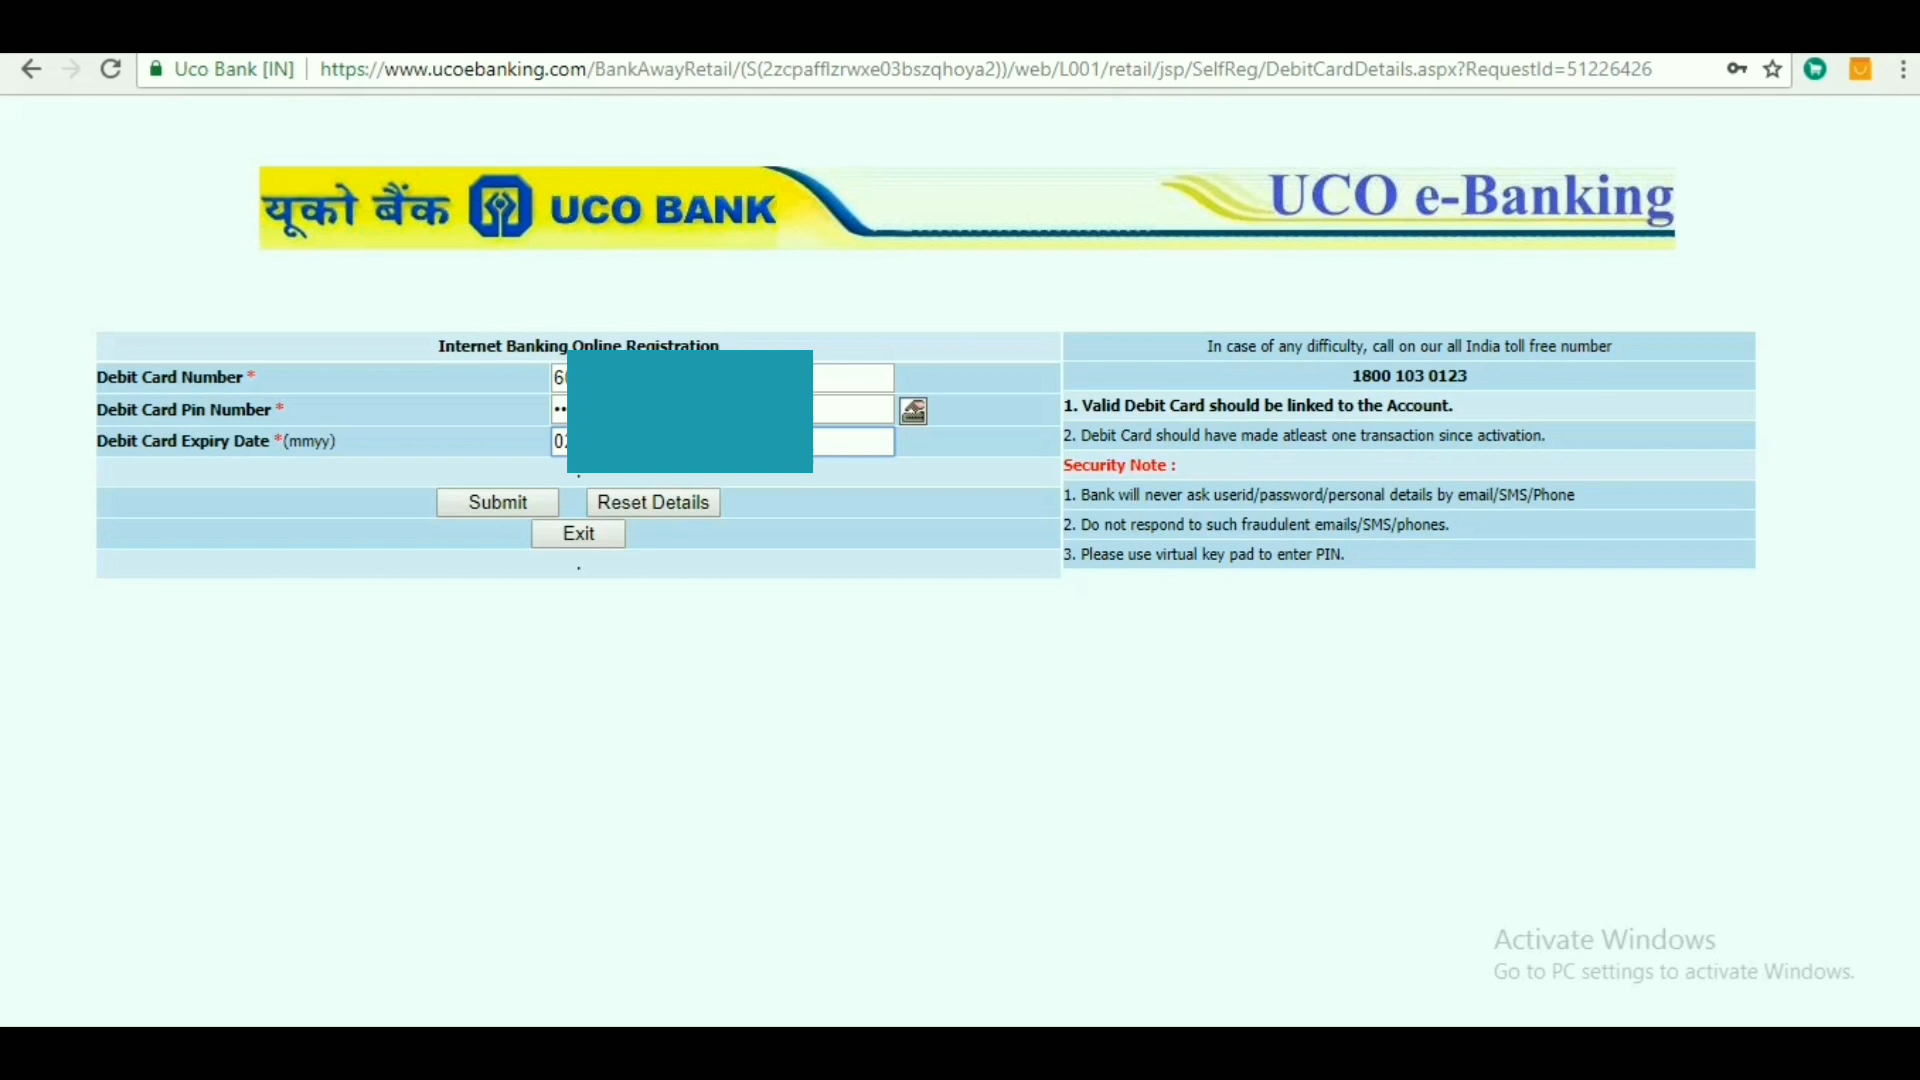 Uco Bank [IN] | https://www.ucoebanking.com/BankAwayRetail/(S(2zcpafflzrwxe03bszqhoya2))/web/L001/retail/jsp/SelfReg/DebitCardDetails.aspx?RequestId=51226426
यूको बैंक UCO BANK
UCO e-Banking
Internet Banking Online Registration
Debit Card Number *
Debit Card Pin Number *
Debit Card Expiry Date *(mmyy)
.
Submit Reset Details
Exit
.
In case of any difficulty, call on our all India toll free number
1800 103 0123
1. Valid Debit Card should be linked to the Account.
2. Debit Card should have made atleast one transaction since activation.
Security Note :
1. Bank will never ask userid/password/personal details by email/SMS/Phone
2. Do not respond to such fraudulent emails/SMS/phones.
3. Please use virtual key pad to enter PIN.
Activate Windows
Go to PC settings to activate Windows.